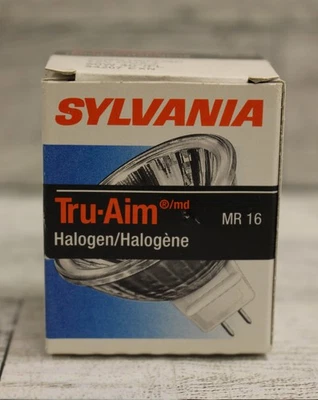 SYLVANIA
Tru·Aim®/md
MR 16
Halogen/Halogène